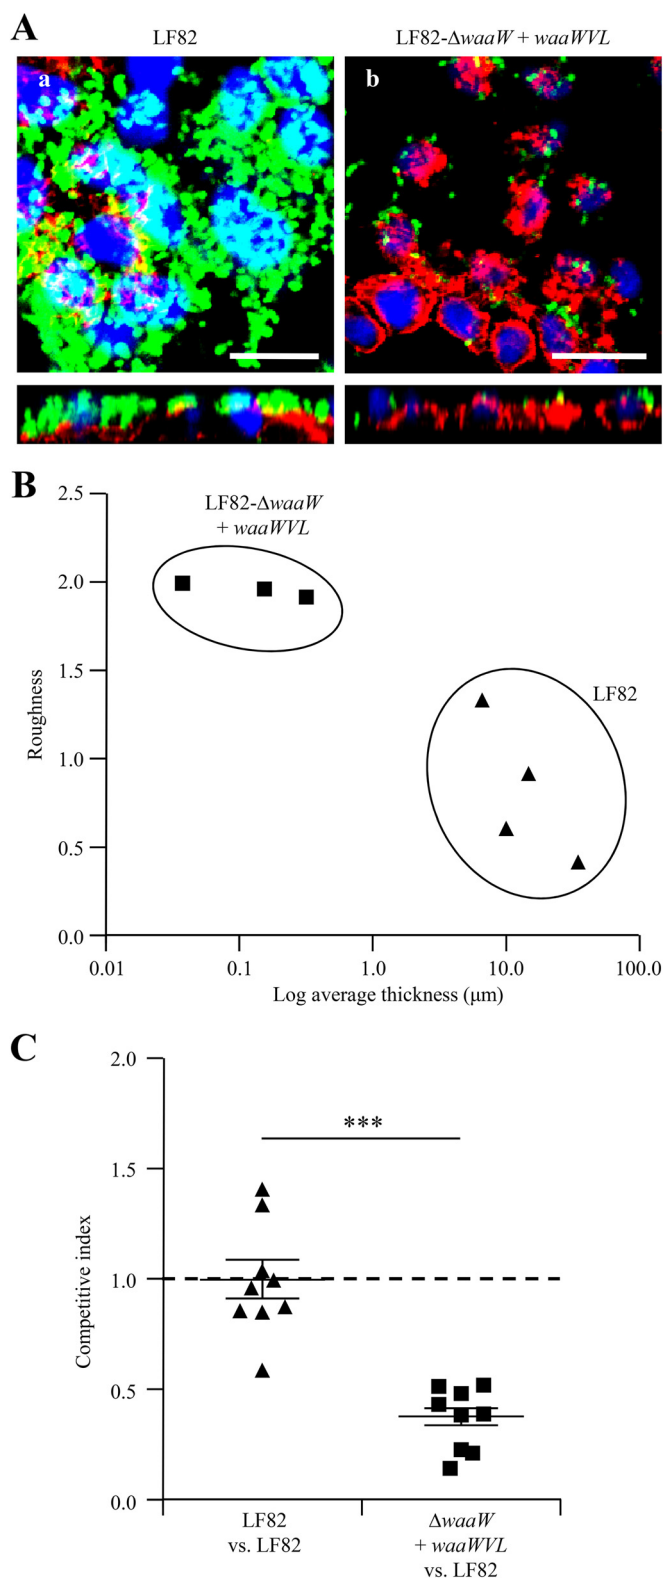 A
LF82
LF82-ΔwaaW + waaWVL
a
b
B
2.5
2.0
1.5
1.0
0.5
0.0
Roughness
LF82-ΔwaaW
+ waaWVL
LF82
0.01
0.1
1.0
10.0
100.0
Log average thickness (µm)
C
2.0
1.5
1.0
0.5
0.0
Competitive index
***
LF82
vs. LF82
ΔwaaW
+ waaWVL
vs. LF82